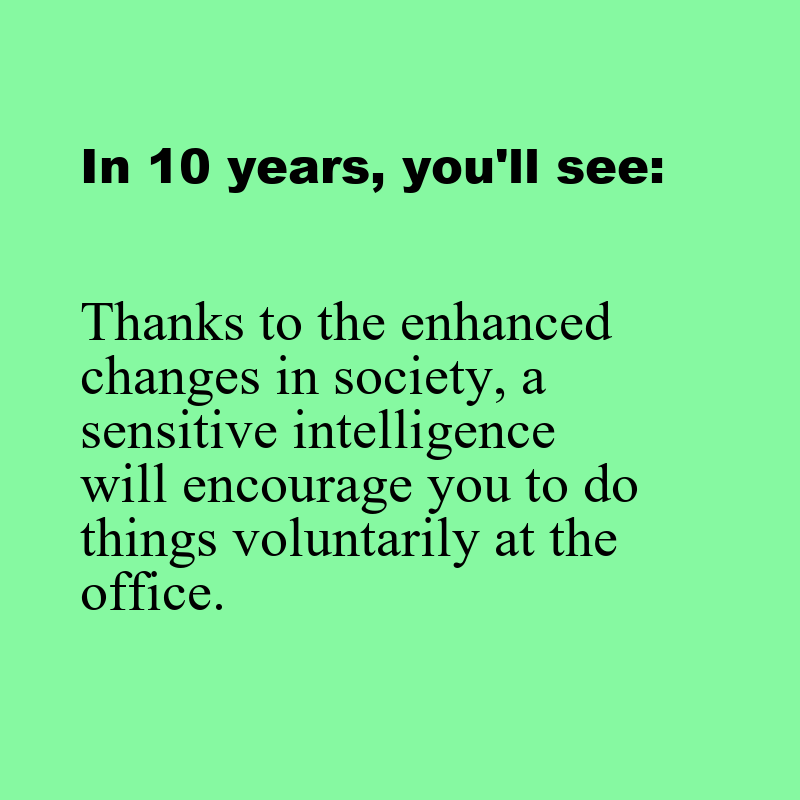 In 10 years, you'll see:
Thanks to the enhanced
changes in society, a
sensitive intelligence
will encourage you to do
things voluntarily at the
office.